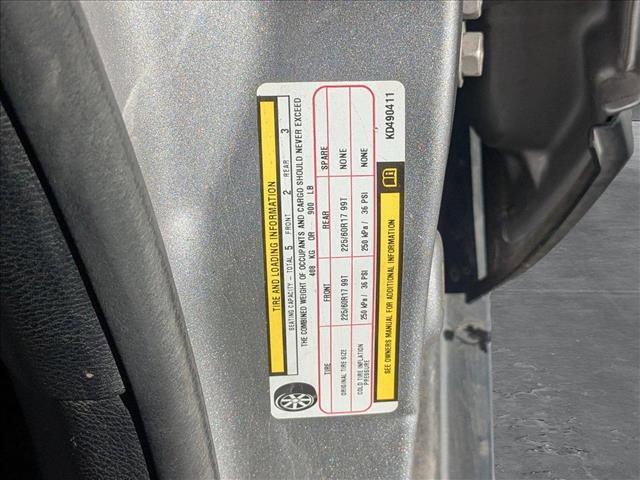 TIRE AND LOADING INFORMATION
SEATING CAPACITY - TOTAL 5 FRONT 2 REAR 3
THE COMBINED WEIGHT OF OCCUPANTS AND CARGO SHOULD NEVER EXCEED
408 KG OR 900 LB
TIRE FRONT REAR SPARE
ORIGINAL TIRE SIZE 225/60R17 99T 225/60R17 99T NONE
COLD TIRE INFLATION PRESSURE 250 kPa / 36 PSI 250 kPa / 36 PSI NONE
SEE OWNERS MANUAL FOR ADDITIONAL INFORMATION
KD490411